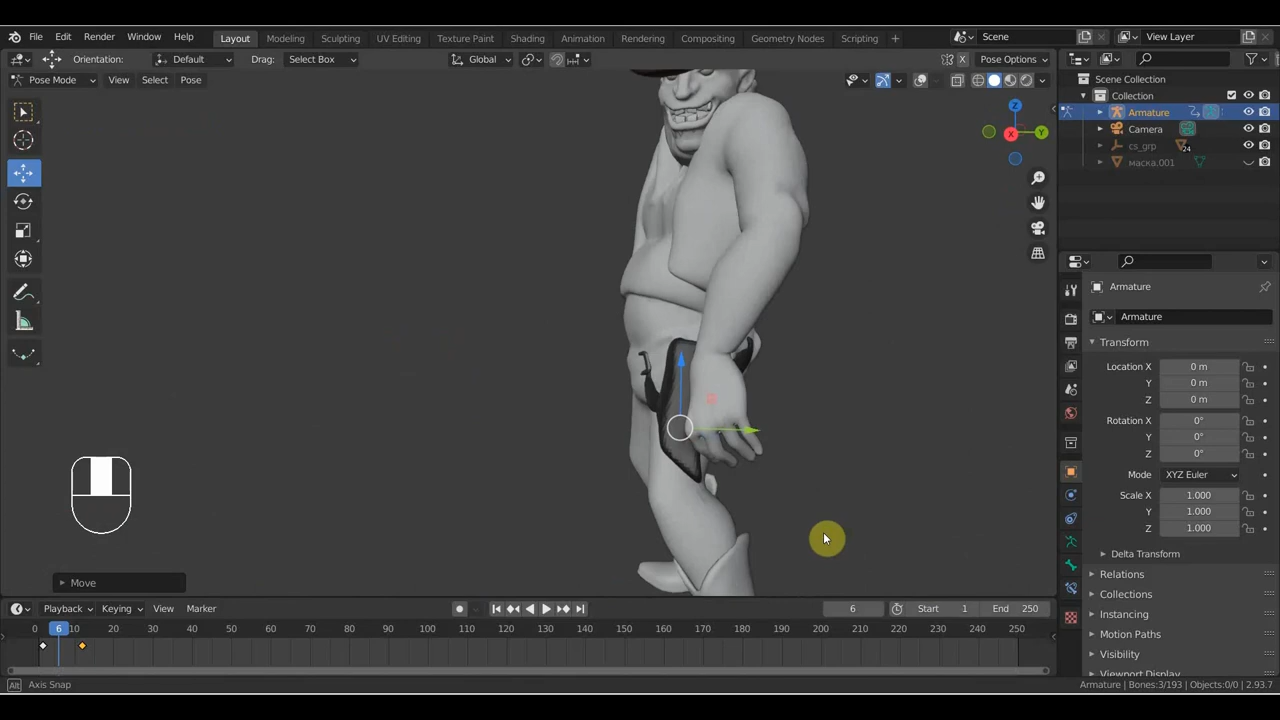 File Edit Render Window Help Layout Modeling Sculpting UV Editing Texture Paint Shading Animation Rendering Compositing Geometry Nodes Scripting + Scene View Layer
Orientation: Default Drag: Select Box Global X Pose Options
Pose Mode View Select Pose
Scene Collection
Collection
Armature
Camera
cs_grp 24
маска.001
Z
Y
X
Armature
Armature
Transform
Location X 0 m
Y 0 m
Z 0 m
Rotation X 0°
Y 0°
Z 0°
Mode XYZ Euler
Scale X 1.000
Y 1.000
Z 1.000
Delta Transform
Relations
Collections
Instancing
Motion Paths
Visibility
Viewport Display
Move
Playback Keying View Marker 6 Start 1 End 250
0 6 10 20 30 40 50 60 70 80 90 100 110 120 130 140 150 160 170 180 190 200 210 220 230 240 250
Alt Axis Snap Armature | Bones:3/193 | Objects:0/0 | 2.93.7